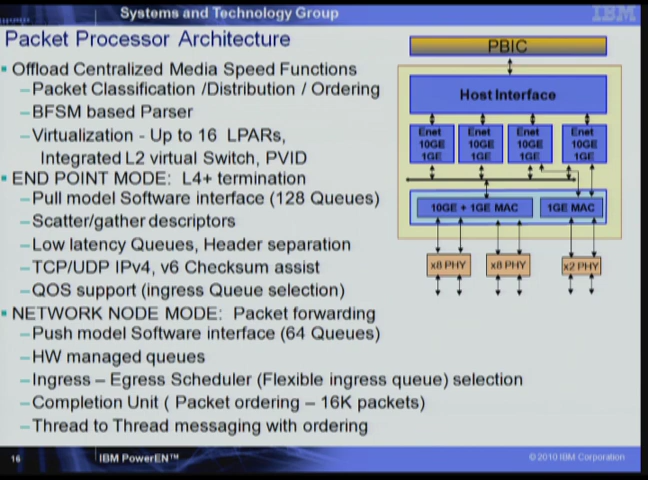 Systems and Technology Group
IBM
Packet Processor Architecture
▪ Offload Centralized Media Speed Functions
–Packet Classification /Distribution / Ordering
–BFSM based Parser
–Virtualization - Up to 16 LPARs,
Integrated L2 virtual Switch, PVID
▪ END POINT MODE: L4+ termination
–Pull model Software interface (128 Queues)
–Scatter/gather descriptors
–Low latency Queues, Header separation
–TCP/UDP IPv4, v6 Checksum assist
–QOS support (ingress Queue selection)
▪ NETWORK NODE MODE: Packet forwarding
–Push model Software interface (64 Queues)
–HW managed queues
–Ingress – Egress Scheduler (Flexible ingress queue) selection
–Completion Unit ( Packet ordering – 16K packets)
–Thread to Thread messaging with ordering
PBIC
Host Interface
Enet Enet Enet Enet
10GE 10GE 10GE 10GE
1GE 1GE 1GE 1GE
10GE + 1GE MAC 1GE MAC
x8 PHY x8 PHY x2 PHY
16 IBM PowerEN™ © 2010 IBM Corporation